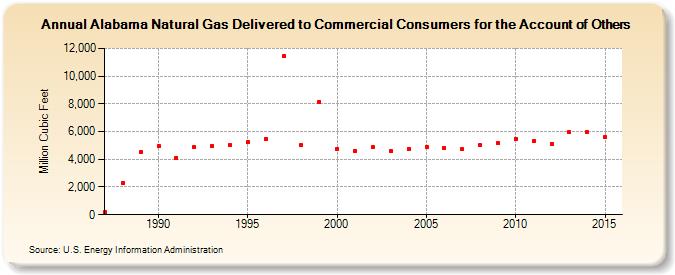 Annual Alabama Natural Gas Delivered to Commercial Consumers for the Account of Others
Million Cubic Feet
12,000
10,000
8,000
6,000
4,000
2,000
0
1990 1995 2000 2005 2010 2015
Source: U.S. Energy Information Administration